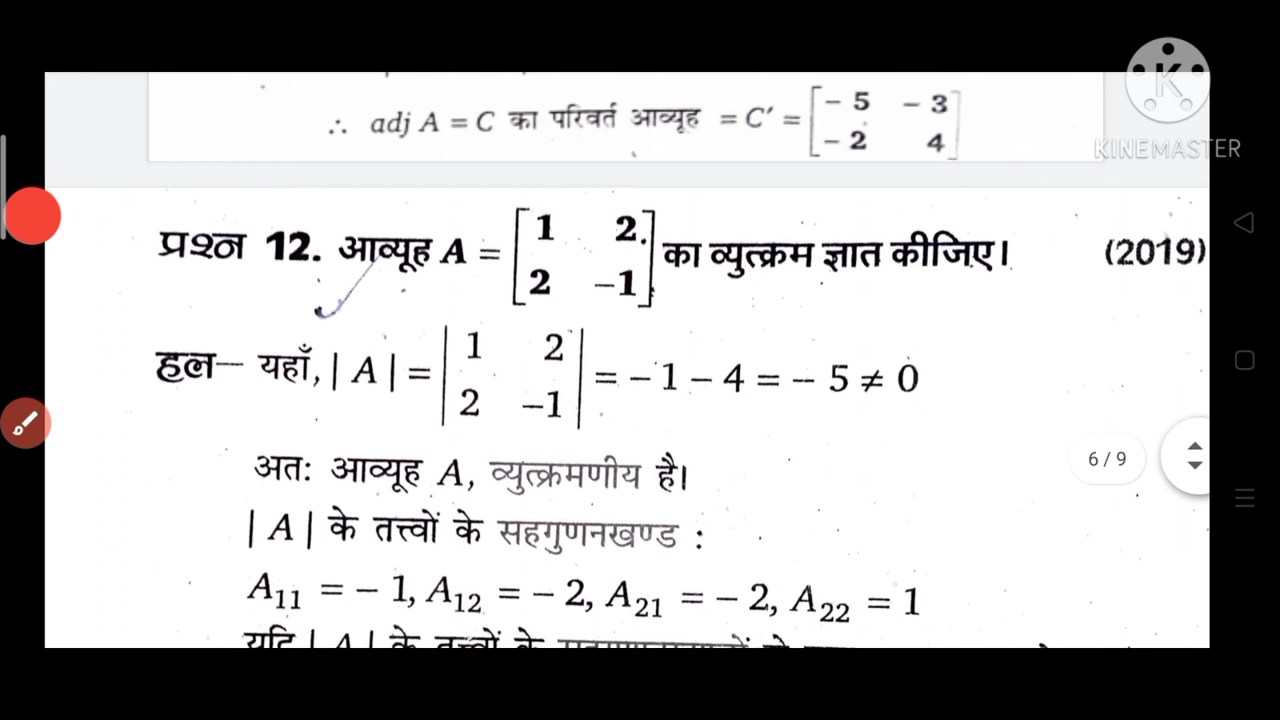 ∴ adj A = C का परिवर्त आव्यूह = C′ = [ − 5 − 3
− 2 4 ]
KINEMASTER
प्रश्न 12. आव्यूह A = [ 1 2
2 −1 ] का व्युत्क्रम ज्ञात कीजिए। (2019)
हल− यहाँ, | A | = | 1 2
2 −1 | = − 1 − 4 = − 5 ≠ 0
6 / 9
अतः आव्यूह A, व्युत्क्रमणीय है।
| A | के तत्त्वों के सहगुणनखण्ड :
A₁₁ = − 1, A₁₂ = − 2, A₂₁ = − 2, A₂₂ = 1
यदि | A | के तत्त्वों के